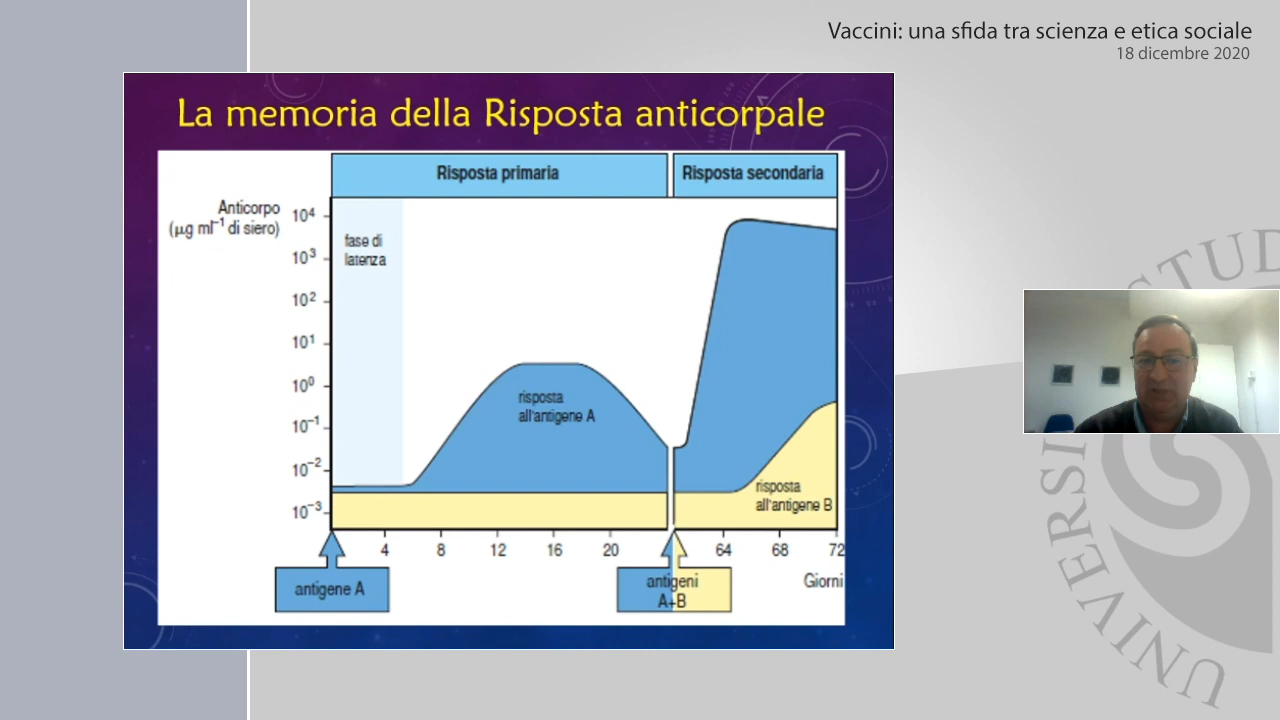 Vaccini: una sfida tra scienza e etica sociale
18 dicembre 2020
La memoria della Risposta anticorpale
Risposta primaria
Risposta secondaria
Anticorpo
(µg ml⁻¹ di siero)
10⁴
10³
10²
10¹
10⁰
10⁻¹
10⁻²
10⁻³
fase di
latenza
risposta
all'antigene A
risposta
all'antigene B
4 8 12 16 20 64 68 72
Giorni
antigene A
antigeni
A+B
UNIVERSI
STUD